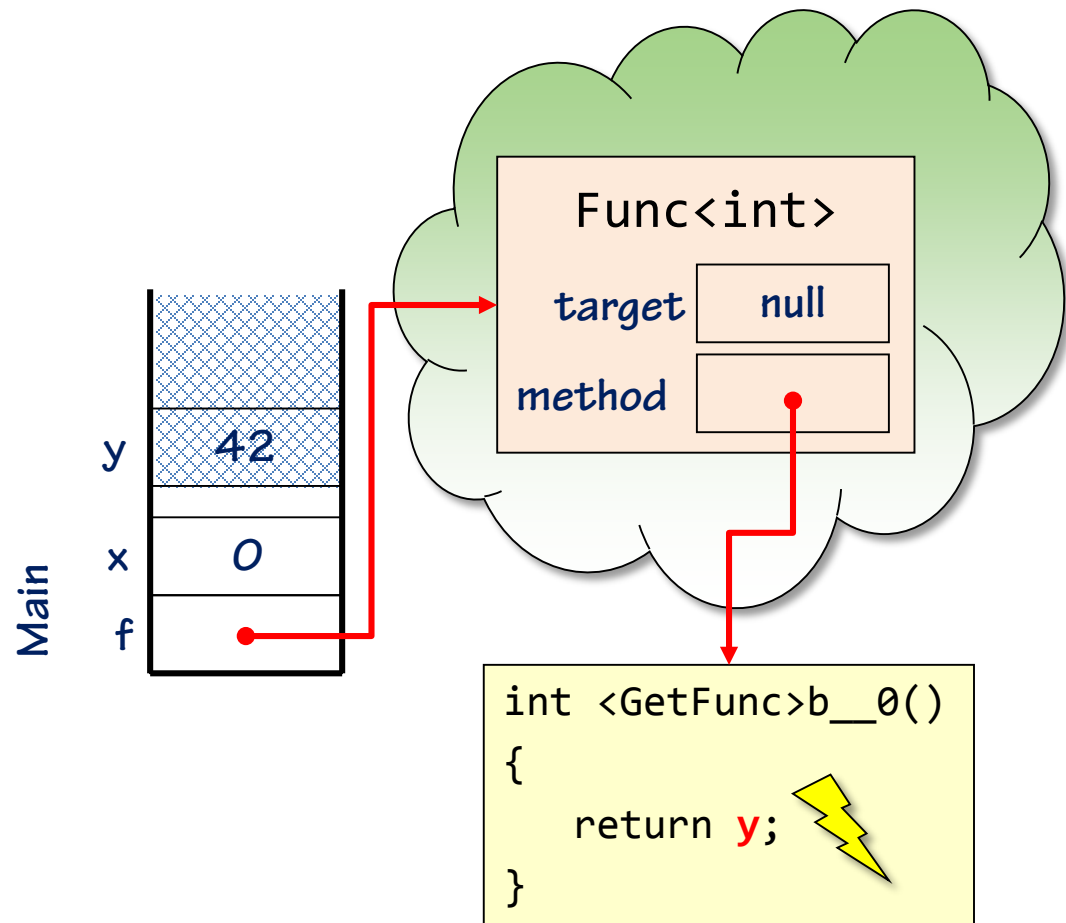 Func<int>
target null
method
y 42
x 0
f
Main
int <GetFunc>b__0()
{
return y;
}